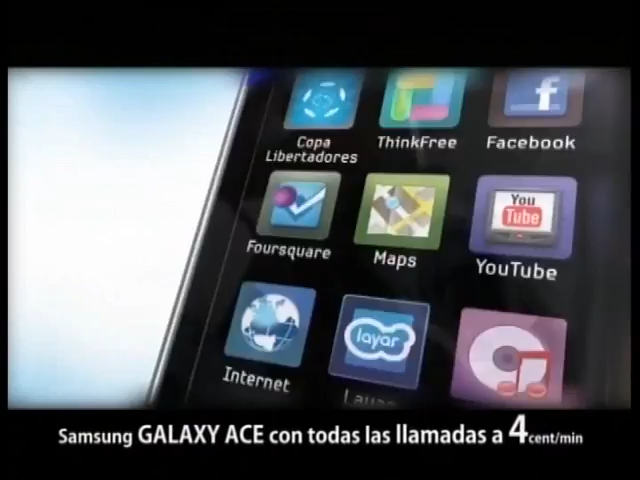 Copa
Libertadores
ThinkFree
Facebook
f
Foursquare
Maps
You
Tube
YouTube
Internet
layar
Layar
Samsung GALAXY ACE con todas las llamadas a 4cent/min